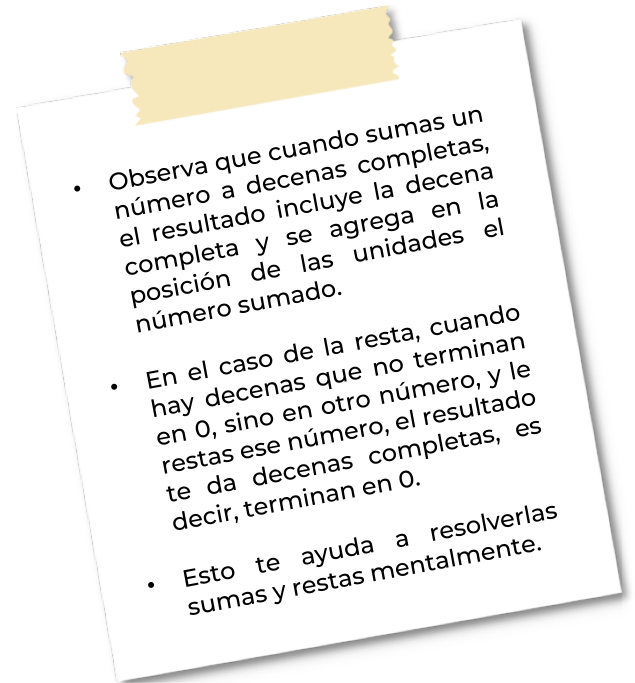 • Observa que cuando sumas un
número a decenas completas,
el resultado incluye la decena
completa y se agrega en la
posición de las unidades el
número sumado.
• En el caso de la resta, cuando
hay decenas que no terminan
en 0, sino en otro número, y le
restas ese número, el resultado
te da decenas completas, es
decir, terminan en 0.
• Esto te ayuda a resolverlas
sumas y restas mentalmente.